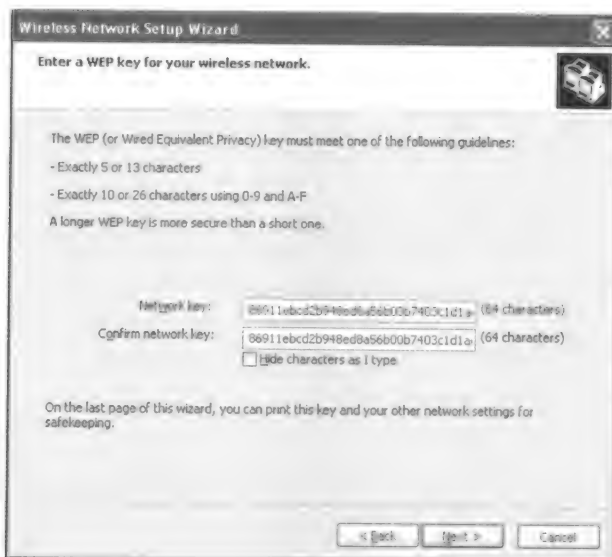 Wireless Network Setup Wizard
Enter a WEP key for your wireless network.
The WEP (or Wired Equivalent Privacy) key must meet one of the following guidelines:
- Exactly 5 or 13 characters
- Exactly 10 or 26 characters using 0-9 and A-F
A longer WEP key is more secure than a short one.
Network key: 86911ebcd2b948ed8a56b00b7403c1d1a (64 characters)
Confirm network key: 86911ebcd2b948ed8a56b00b7403c1d1a (64 characters)
Hide characters as I type
On the last page of this wizard, you can print this key and your other network settings for
safekeeping.
< Back Next > Cancel